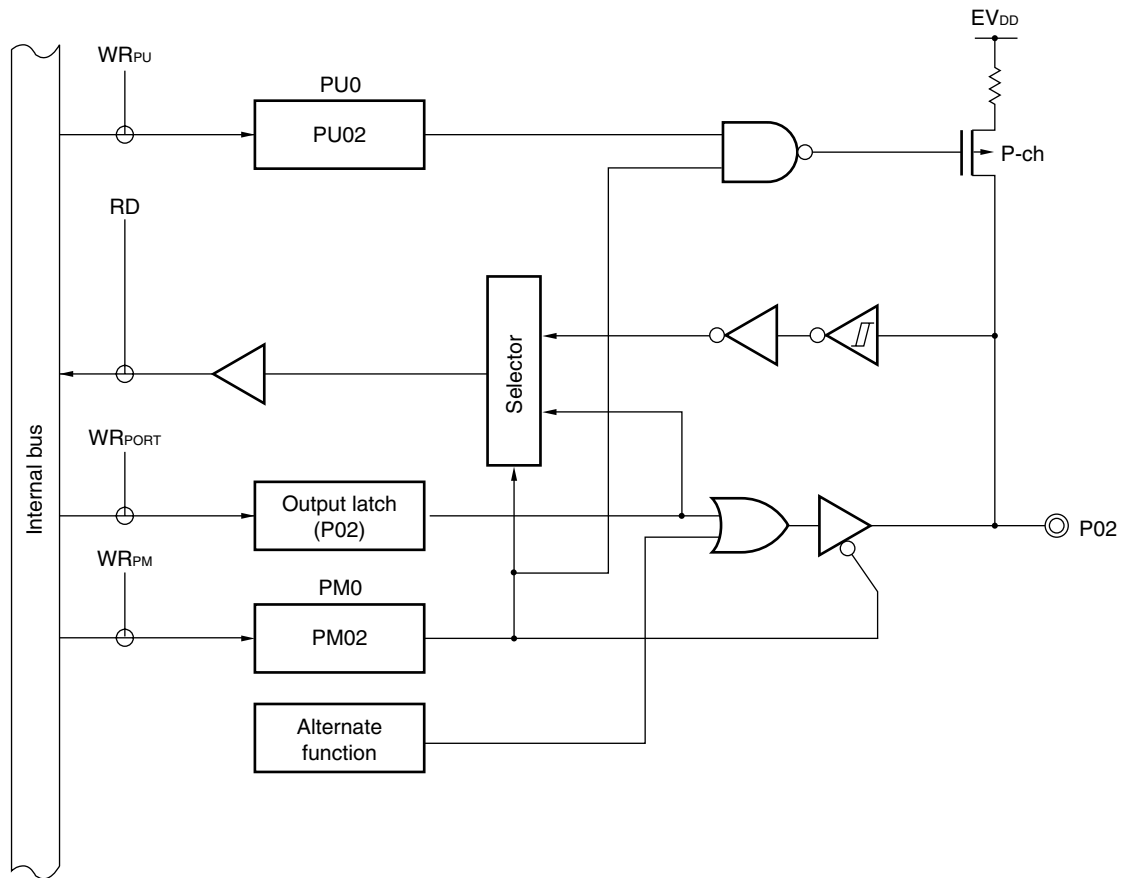 EVDD
WRPU
PU0
PU02
P-ch
RD
Selector
Internal bus
WRPORT
Output latch
(P02)
P02
WRPM
PM0
PM02
Alternate
function